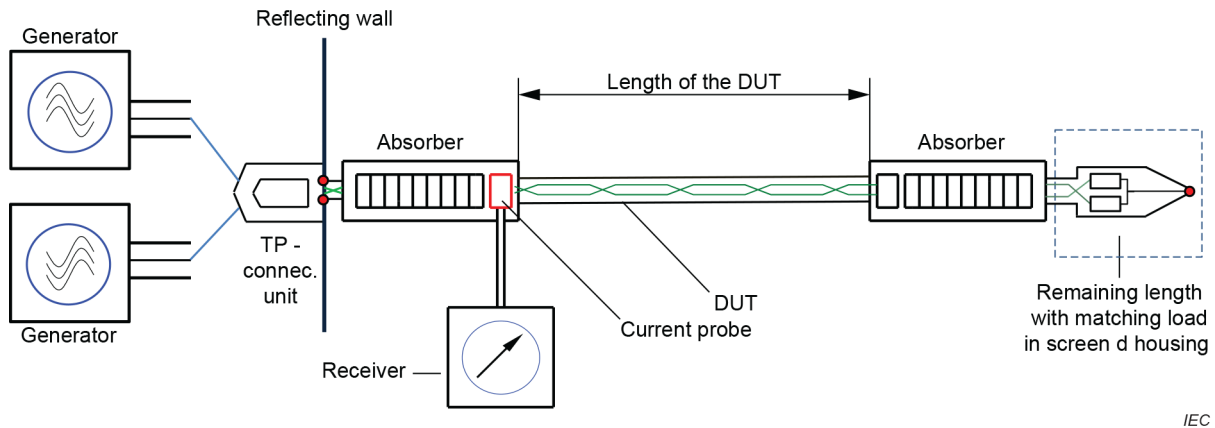 Reflecting wall
Generator
Length of the DUT
Absorber
Absorber
TP -
connec.
unit
Generator
DUT
Current probe
Receiver
Remaining length
with matching load
in screen d housing
IEC